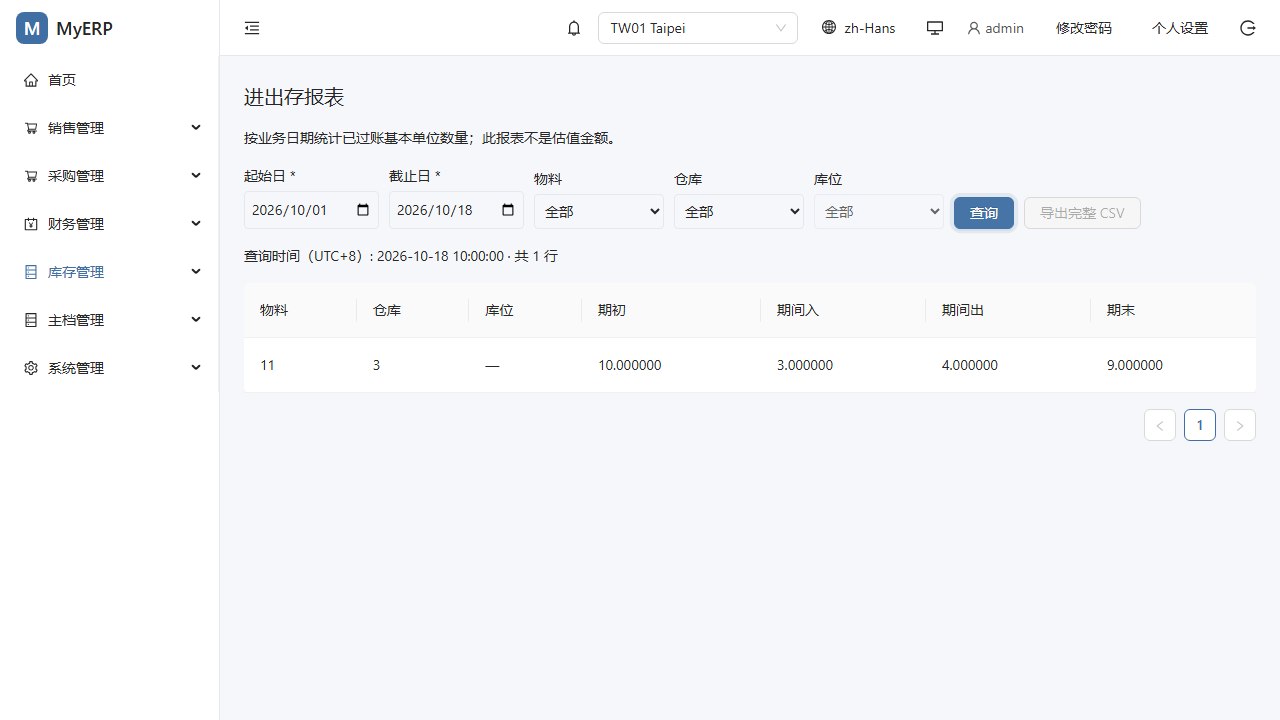 M MyERP
TW01 Taipei
zh-Hans
admin
修改密码
个人设置
首页
销售管理
采购管理
财务管理
库存管理
主档管理
系统管理
进出存报表
按业务日期统计已过账基本单位数量；此报表不是估值金额。
起始日 * 截止日 * 物料 仓库 库位
2026/10/01 2026/10/18 全部 全部 全部 查询 导出完整 CSV
查询时间（UTC+8）: 2026-10-18 10:00:00 · 共 1 行
物料 仓库 库位 期初 期间入 期间出 期末
11 3 — 10.000000 3.000000 4.000000 9.000000
1